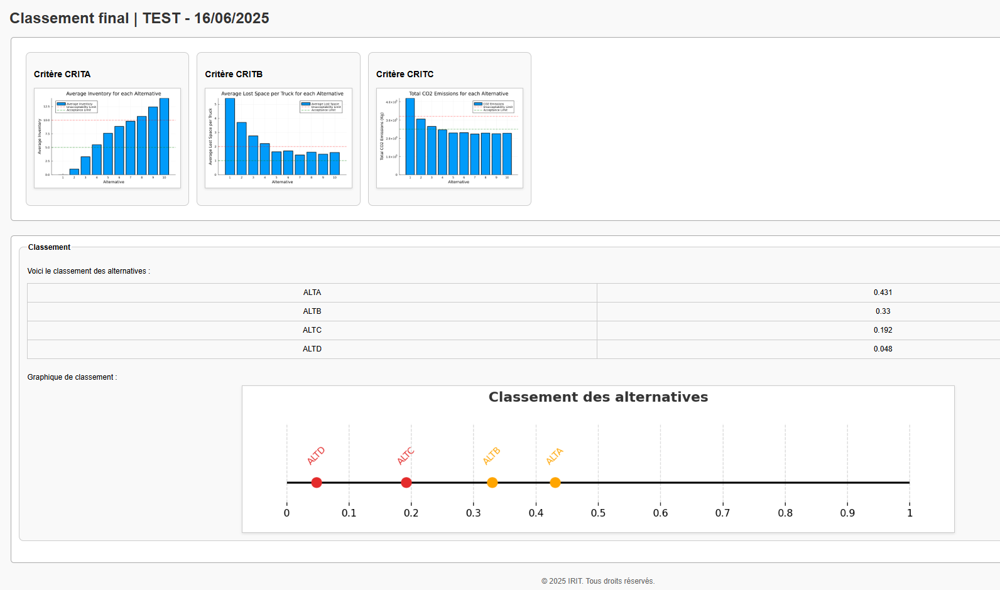 Classement final | TEST - 16/06/2025
Critère CRITA
Average Inventory for each Alternative
Average Inventory
Unacceptability Limit
Acceptance Limit
Average Inventory
12.5
10.0
7.5
5.0
2.5
0.0
1 2 3 4 5 6 7 8 9 10
Alternative
Critère CRITB
Average Lost Space per Truck for each Alternative
Average Lost Space
Unacceptability Limit
Acceptance Limit
Average Lost Space per Truck
5
4
3
2
1
0
1 2 3 4 5 6 7 8 9 10
Alternative
Critère CRITC
Total CO2 Emissions for each Alternative
CO2 Emissions
Unacceptability Limit
Acceptance Limit
Total CO2 Emissions (Kg)
0
1 2 3 4 5 6 7 8 9 10
Alternative
Classement
Voici le classement des alternatives :
ALTA 0.431
ALTB 0.33
ALTC 0.192
ALTD 0.048
Graphique de classement :
Classement des alternatives
ALTD ALTC ALTB ALTA
0 0.1 0.2 0.3 0.4 0.5 0.6 0.7 0.8 0.9 1
© 2025 IRIT. Tous droits réservés.